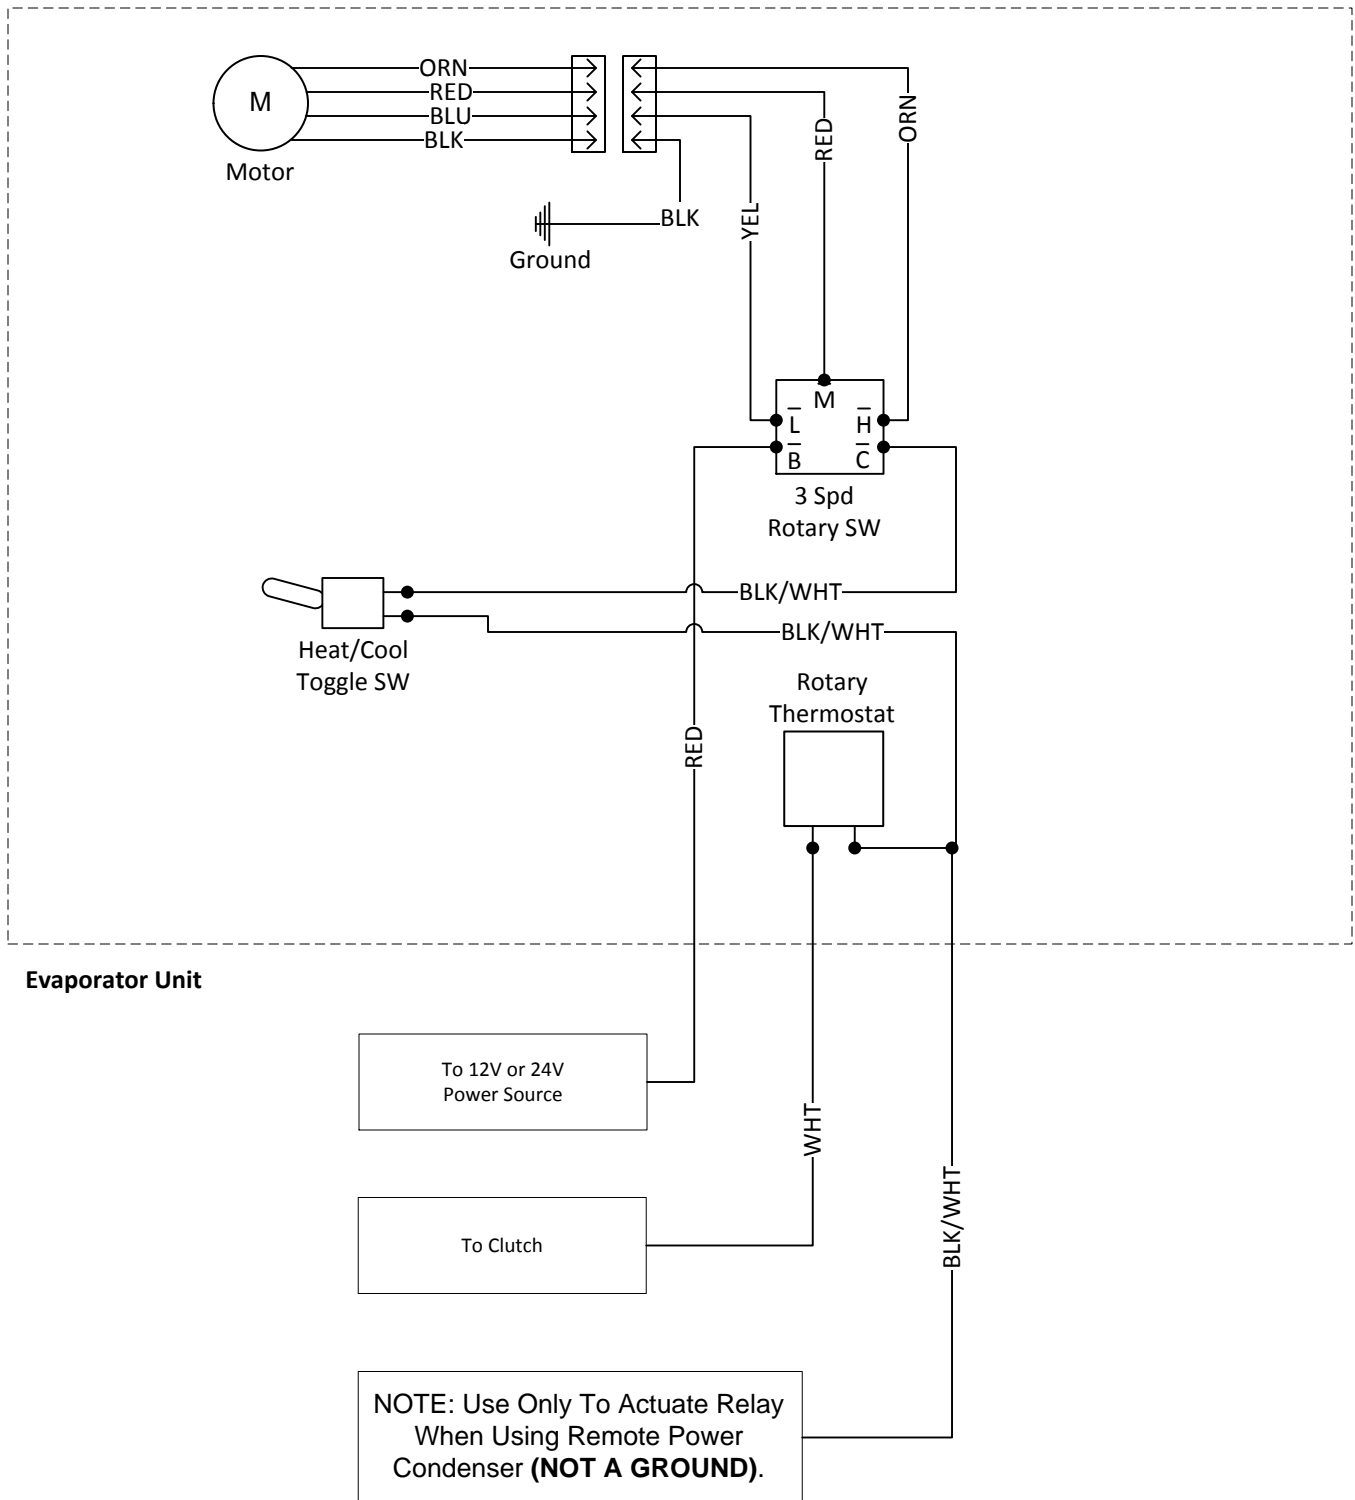 ORN
RED
BLU
BLK
M
Motor
ORN
RED
YEL
BLK
Ground
M
L
H
B
C
3 Spd
Rotary SW
BLK/WHT
BLK/WHT
Heat/Cool
Toggle SW
Rotary
Thermostat
RED
Evaporator Unit
To 12V or 24V
Power Source
WHT
BLK/WHT
To Clutch
NOTE: Use Only To Actuate Relay
When Using Remote Power
Condenser (NOT A GROUND).